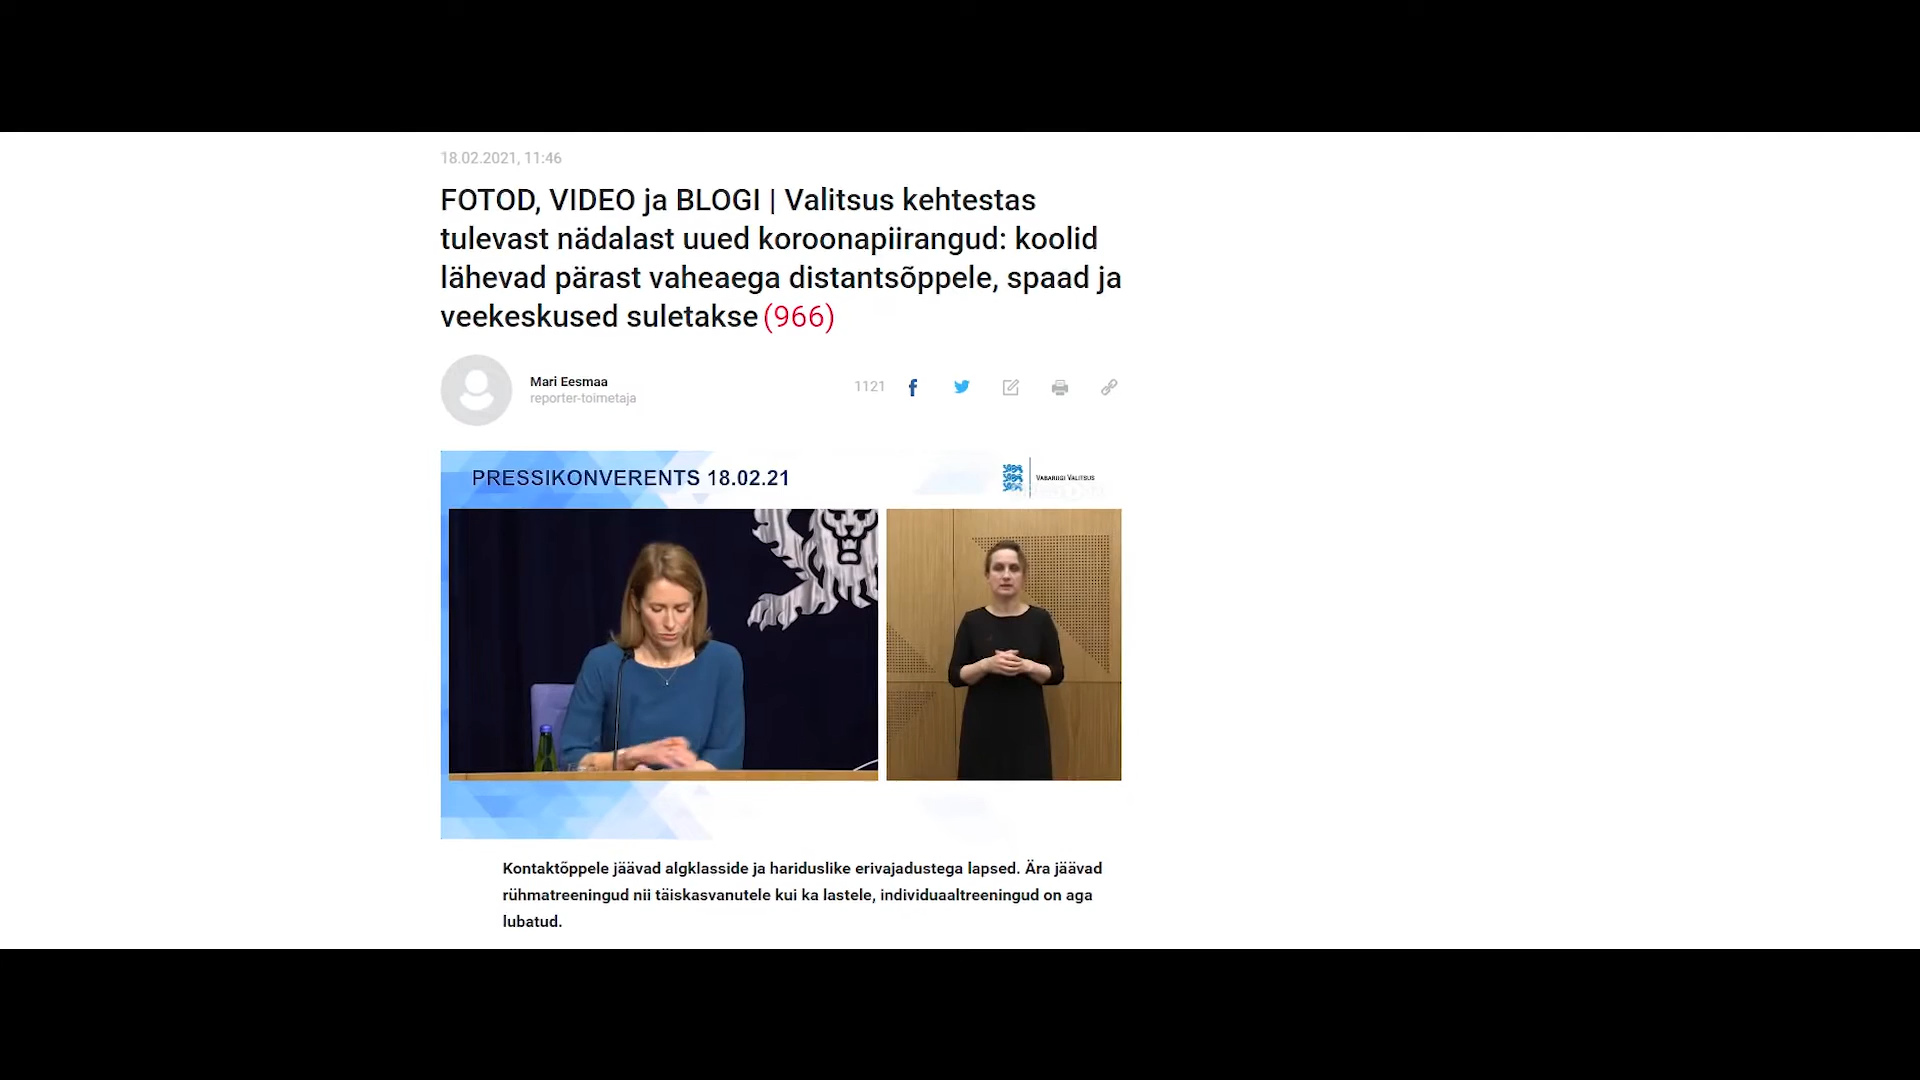 18.02.2021, 11:46
FOTOD, VIDEO ja BLOGI | Valitsus kehtestas
tulevast nädalast uued koroonapiirangud: koolid
lähevad pärast vaheaega distantsõppele, spaad ja
veekeskused suletakse (966)
Mari Eesmaa
reporter-toimetaja
1121
PRESSIKONVERENTS 18.02.21
VABARIIGI VALITSUS
Kontaktõppele jäävad algklasside ja hariduslike erivajadustega lapsed. Ära jäävad
rühmatreeningud nii täiskasvanutele kui ka lastele, individuaaltreeningud on aga
lubatud.